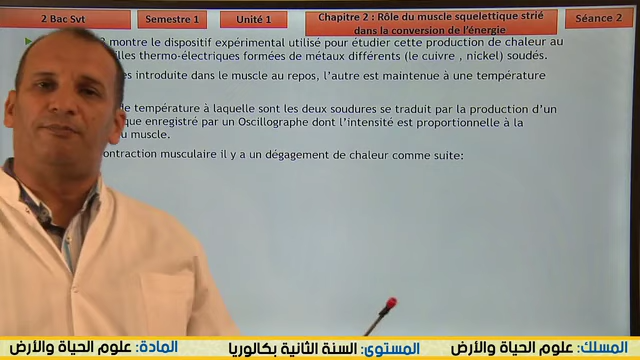 2 Bac Svt
Semestre 1
Unité 1
Chapitre 2 : Rôle du muscle squelettique strié
dans la conversion de l'énergie
Séance 2
montre le dispositif expérimental utilisé pour étudier cette production de chaleur au
thermo-électriques formées de métaux différents (le cuivre , nickel) soudés.
introduite dans le muscle au repos, l'autre est maintenue à une température
de température à laquelle sont les deux soudures se traduit par la production d'un
enregistré par un Oscillographe dont l'intensité est proportionnelle à la
muscle.
musculaire il y a un dégagement de chaleur comme suite:
المسلك: علوم الحياة والأرض
المستوى: السنة الثانية بكالوريا
المادة: علوم الحياة والأرض